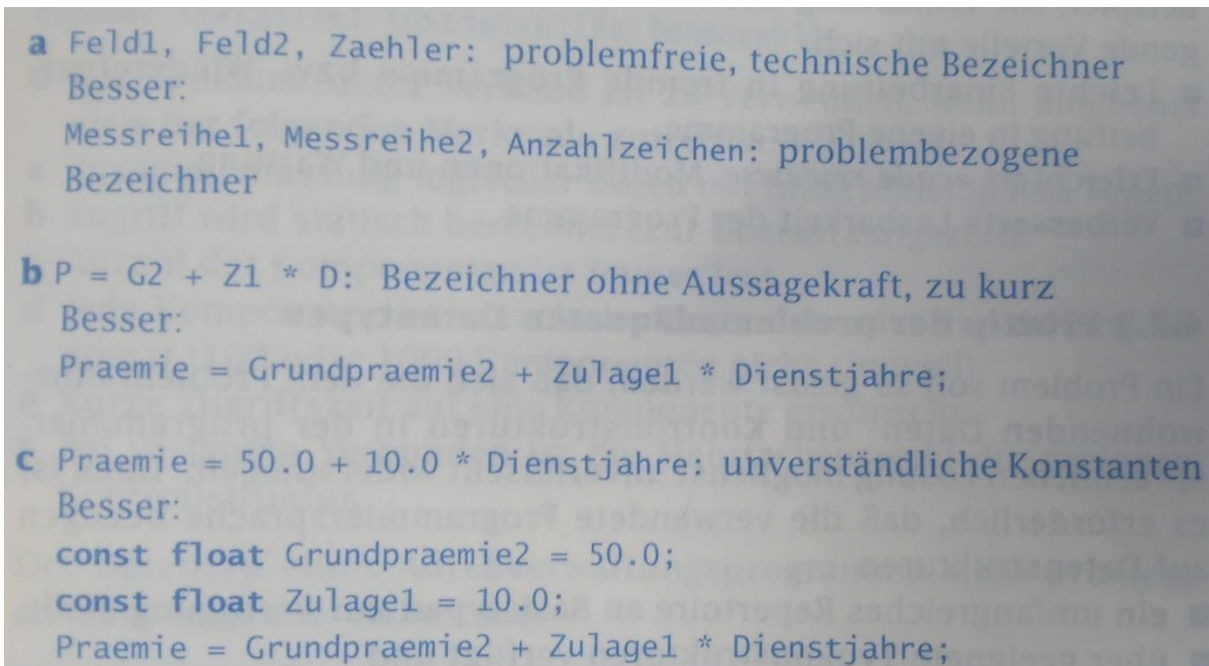 a Feld1, Feld2, Zaehler: problemfreie, technische Bezeichner
Besser:
Messreihe1, Messreihe2, Anzahlzeichen: problembezogene
Bezeichner
b P = G2 + Z1 * D: Bezeichner ohne Aussagekraft, zu kurz
Besser:
Praemie = Grundpraemie2 + Zulage1 * Dienstjahre;
c Praemie = 50.0 + 10.0 * Dienstjahre: unverständliche Konstanten
Besser:
const float Grundpraemie2 = 50.0;
const float Zulage1 = 10.0;
Praemie = Grundpraemie2 + Zulage1 * Dienstjahre;